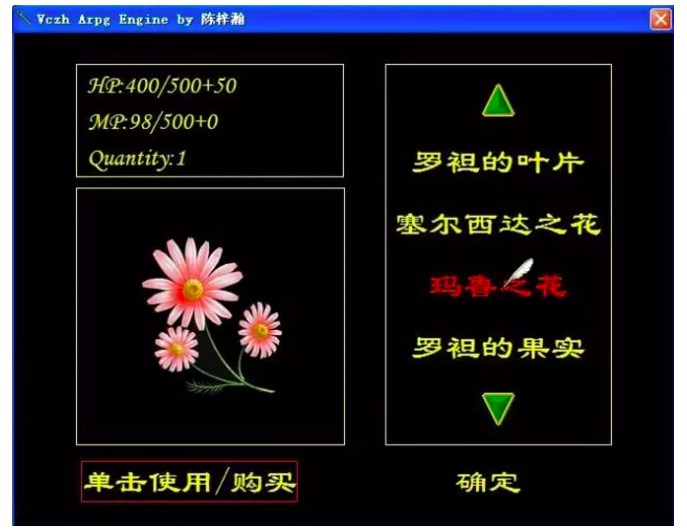 Vczh Arpg Engine by 陈梓瀚
HP:400/500+50
MP:98/500+0
Quantity:1
罗袒的叶片
塞尔西达之花
玛鲁之花
罗袒的果实
单击使用/购买
确定